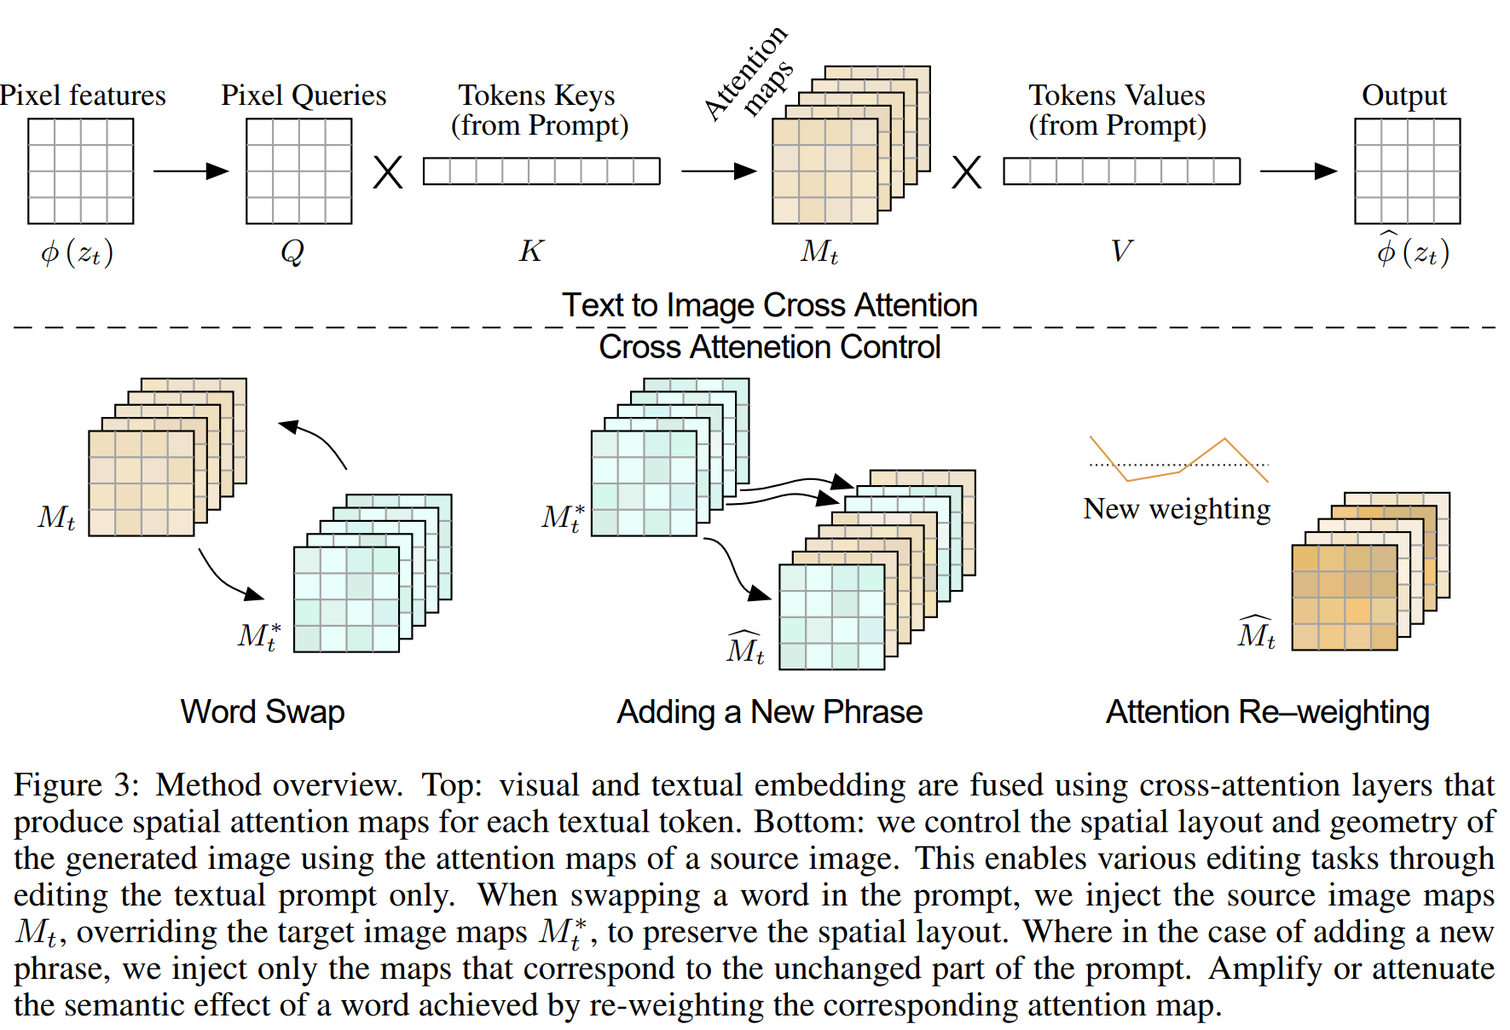 Pixel features
Pixel Queries
Tokens Keys
(from Prompt)
Attention
maps
Tokens Values
(from Prompt)
Output
ϕ (z_t)
Q
K
M_t
V
ϕ̂ (z_t)
Text to Image Cross Attention
Cross Attenetion Control
M_t
M_t^*
Word Swap
M_t^*
M̂_t
Adding a New Phrase
New weighting
M̂_t
Attention Re–weighting
Figure 3: Method overview. Top: visual and textual embedding are fused using cross-attention layers that
produce spatial attention maps for each textual token. Bottom: we control the spatial layout and geometry of
the generated image using the attention maps of a source image. This enables various editing tasks through
editing the textual prompt only. When swapping a word in the prompt, we inject the source image maps
M_t, overriding the target image maps M_t^*, to preserve the spatial layout. Where in the case of adding a new
phrase, we inject only the maps that correspond to the unchanged part of the prompt. Amplify or attenuate
the semantic effect of a word achieved by re-weighting the corresponding attention map.